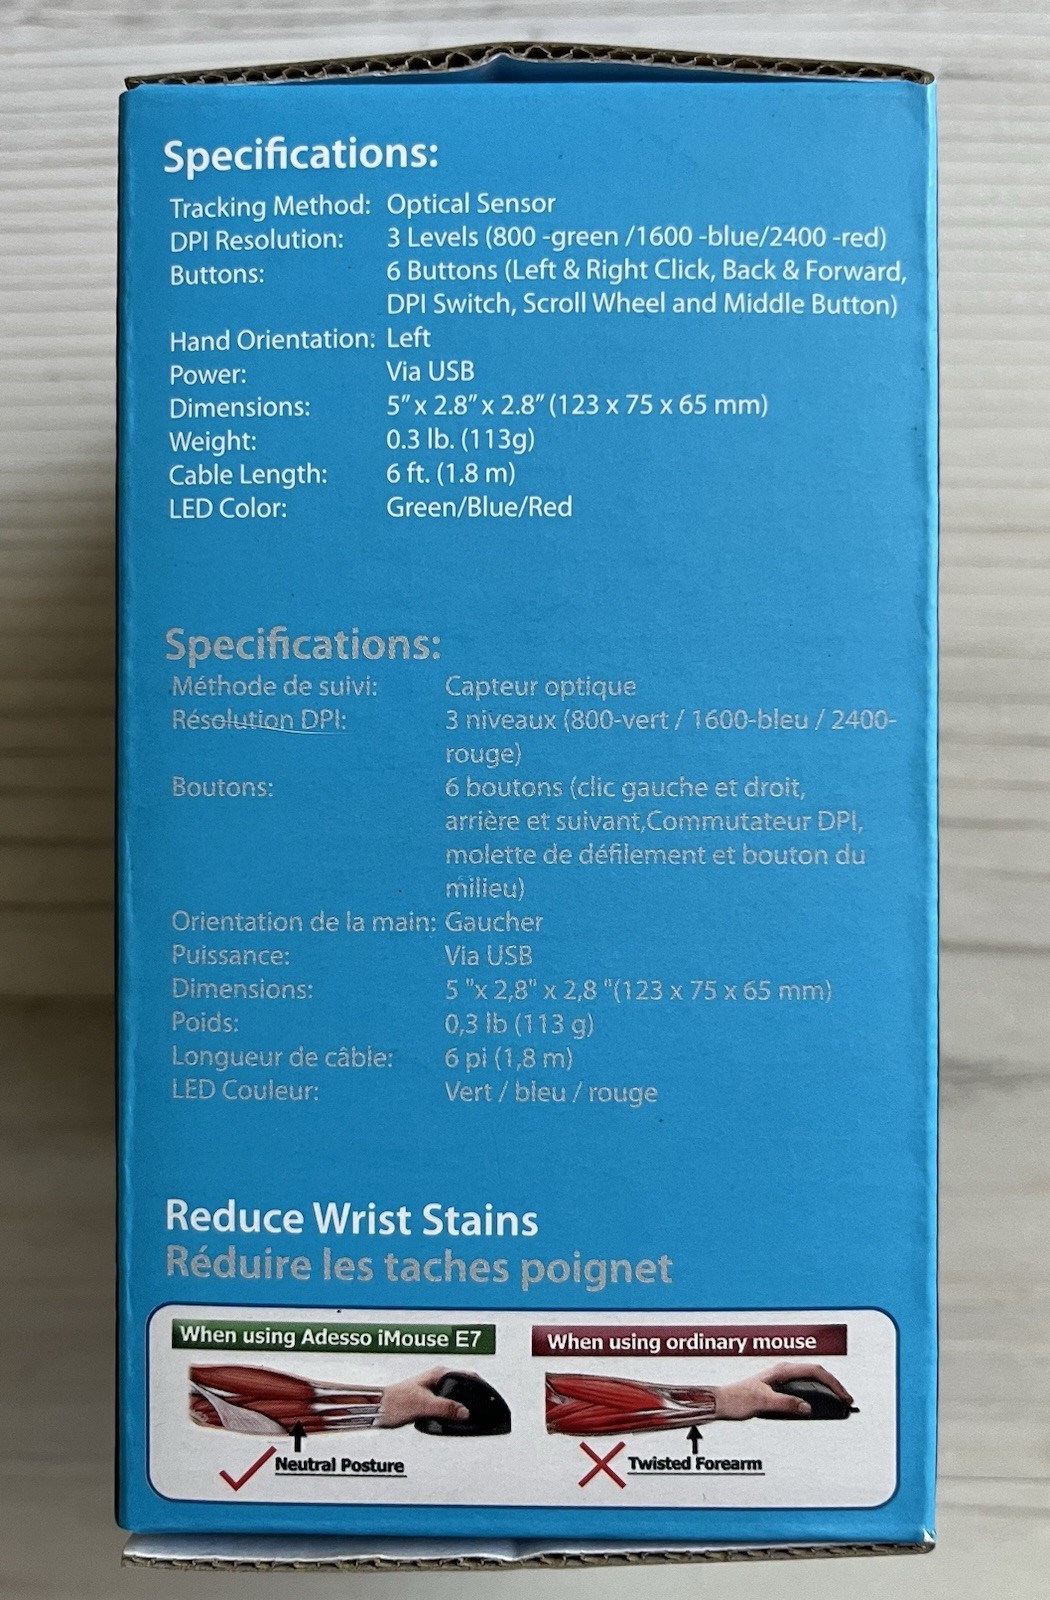 Specifications:
Tracking Method: Optical Sensor
DPI Resolution: 3 Levels (800 -green /1600 -blue/2400 -red)
Buttons: 6 Buttons (Left & Right Click, Back & Forward,
DPI Switch, Scroll Wheel and Middle Button)
Hand Orientation: Left
Power: Via USB
Dimensions: 5” x 2.8” x 2.8” (123 x 75 x 65 mm)
Weight: 0.3 lb. (113g)
Cable Length: 6 ft. (1.8 m)
LED Color: Green/Blue/Red
Specifications:
Méthode de suivi: Capteur optique
Résolution DPI: 3 niveaux (800-vert / 1600-bleu / 2400-
rouge)
Boutons: 6 boutons (clic gauche et droit,
arrière et suivant,Commutateur DPI,
molette de défilement et bouton du
milieu)
Orientation de la main: Gaucher
Puissance: Via USB
Dimensions: 5 "x 2,8" x 2,8 "(123 x 75 x 65 mm)
Poids: 0,3 lb (113 g)
Longueur de câble: 6 pi (1,8 m)
LED Couleur: Vert / bleu / rouge
Reduce Wrist Stains
Réduire les taches poignet
When using Adesso iMouse E7 When using ordinary mouse
Neutral Posture Twisted Forearm